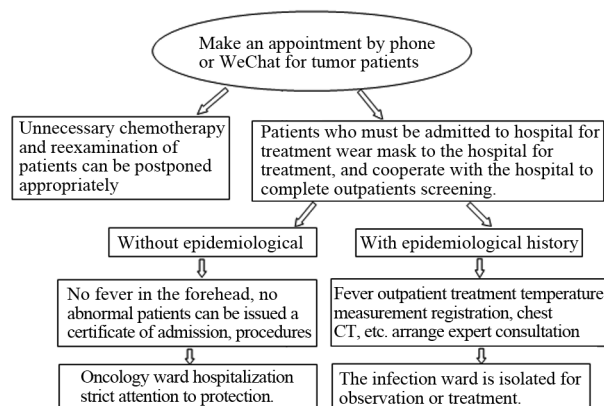 Make an appointment by phone
or WeChat for tumor patients
Unnecessary chemotherapy
and reexamination of
patients can be postponed
appropriately
Patients who must be admitted to hospital for
treatment wear mask to the hospital for
treatment, and cooperate with the hospital to
complete outpatients screening.
Without epidemiological
With epidemiological history
No fever in the forehead, no
abnormal patients can be issued a
certificate of admission, procedures
Fever outpatient treatment temperature
measurement registration, chest
CT, etc. arrange expert consultation
Oncology ward hospitalization
strict attention to protection.
The infection ward is isolated for
observation or treatment.